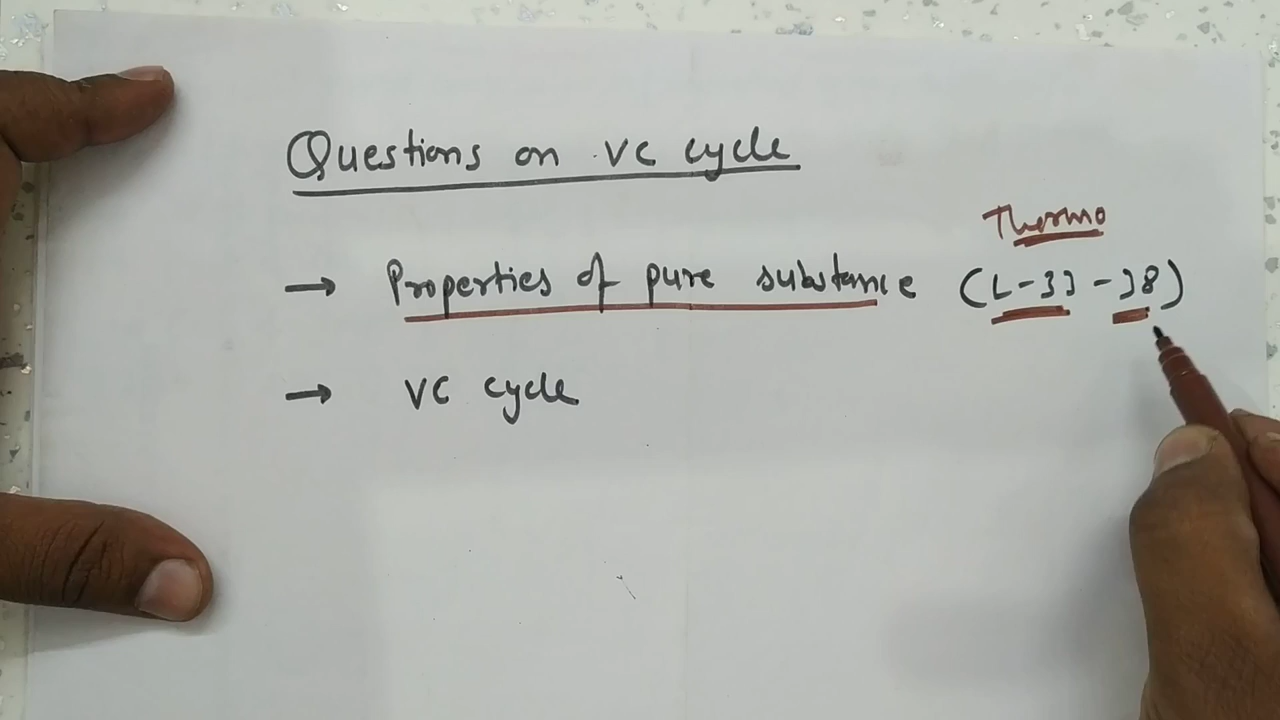 Questions on VC cycle
Thermo
→ Properties of pure substance (L-33-38)
→ VC cycle